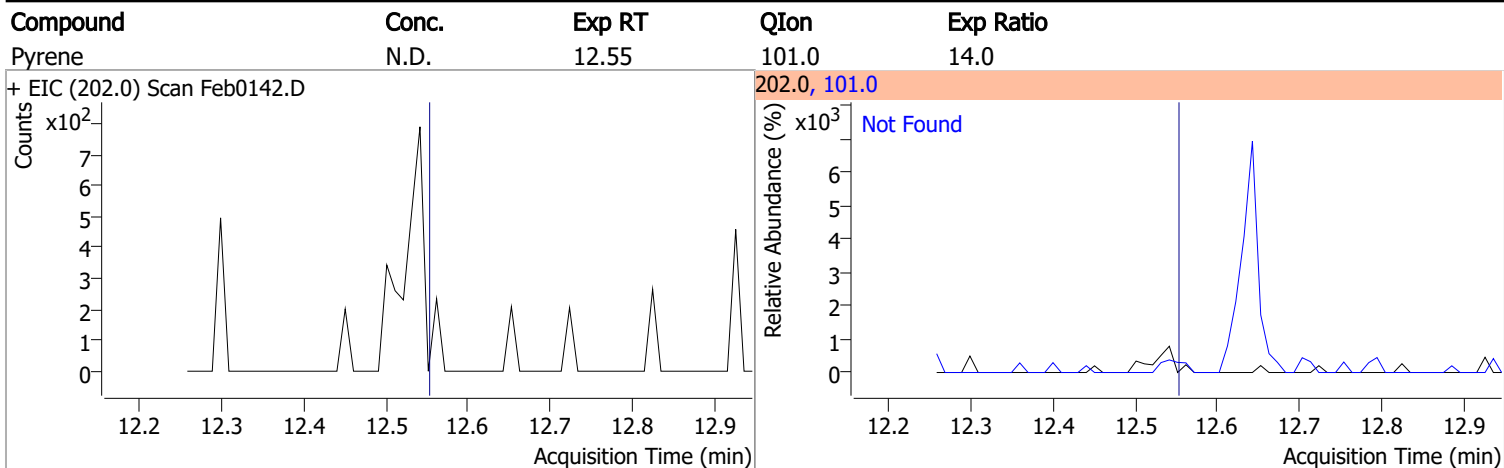 Compound Conc. Exp RT QIon Exp Ratio
Pyrene N.D. 12.55 101.0 14.0
+ EIC (202.0) Scan Feb0142.D
Counts
x10²
7
6
5
4
3
2
1
0
12.2 12.3 12.4 12.5 12.6 12.7 12.8 12.9
Acquisition Time (min)
202.0, 101.0
Relative Abundance (%)
x10³
Not Found
6
5
4
3
2
1
0
12.2 12.3 12.4 12.5 12.6 12.7 12.8 12.9
Acquisition Time (min)